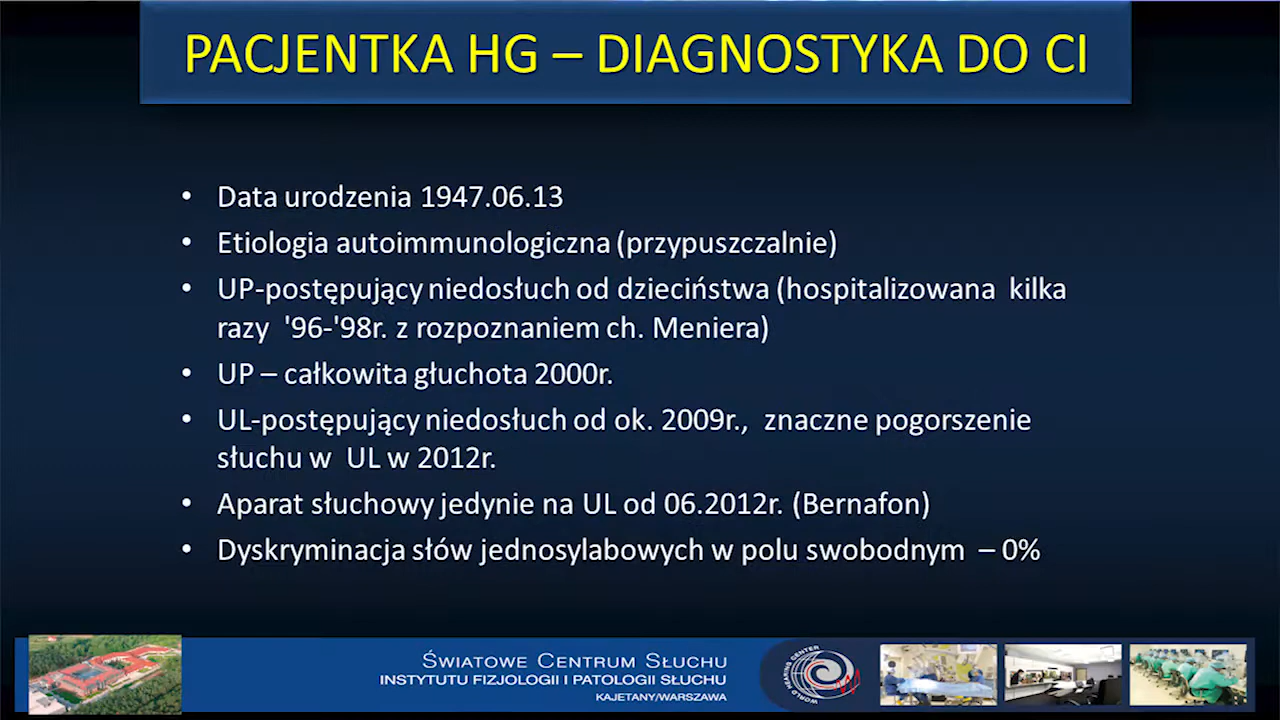 PACJENTKA HG – DIAGNOSTYKA DO CI
• Data urodzenia 1947.06.13
• Etiologia autoimmunologiczna (przypuszczalnie)
• UP-postępujący niedosłuch od dzieciństwa (hospitalizowana kilka
razy '96-'98r. z rozpoznaniem ch. Meniera)
• UP – całkowita głuchota 2000r.
• UL-postępujący niedosłuch od ok. 2009r., znaczne pogorszenie
słuchu w UL w 2012r.
• Aparat słuchowy jedynie na UL od 06.2012r. (Bernafon)
• Dyskryminacja słów jednosylabowych w polu swobodnym – 0%
ŚWIATOWE CENTRUM SŁUCHU
INSTYTUTU FIZJOLOGII I PATOLOGII SŁUCHU
KAJETANY/WARSZAWA
WORLD HEARING CENTER